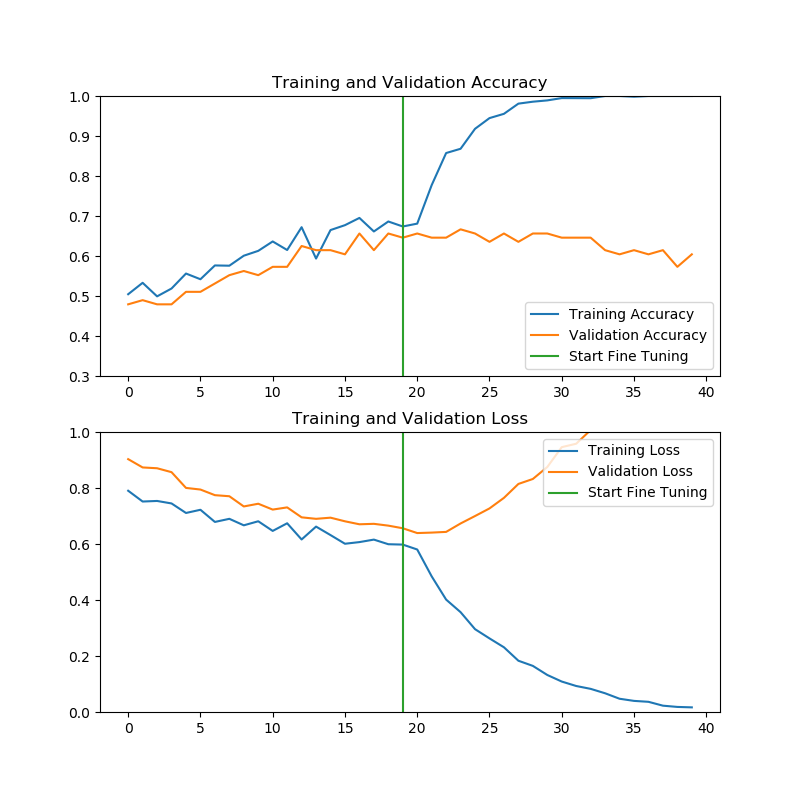 Training and Validation Accuracy
1.0
0.9
0.8
0.7
0.6
0.5
0.4
0.3
Training Accuracy
Validation Accuracy
Start Fine Tuning
0 5 10 15 20 25 30 35 40
Training and Validation Loss
1.0
0.8
0.6
0.4
0.2
0.0
Training Loss
Validation Loss
Start Fine Tuning
0 5 10 15 20 25 30 35 40